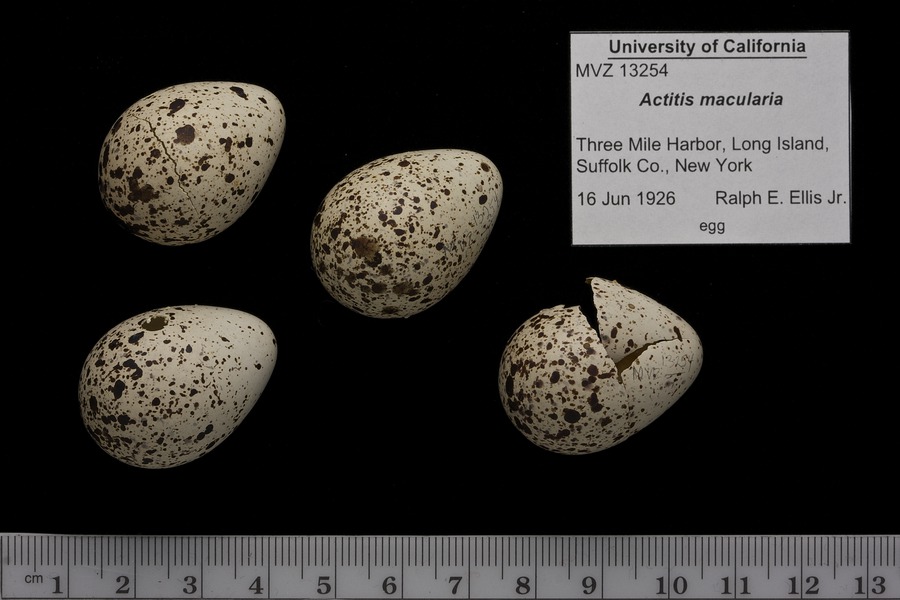 University of California
MVZ 13254
Actitis macularia
Three Mile Harbor, Long Island,
Suffolk Co., New York
16 Jun 1926 Ralph E. Ellis Jr.
egg
cm 1 2 3 4 5 6 7 8 9 10 11 12 13